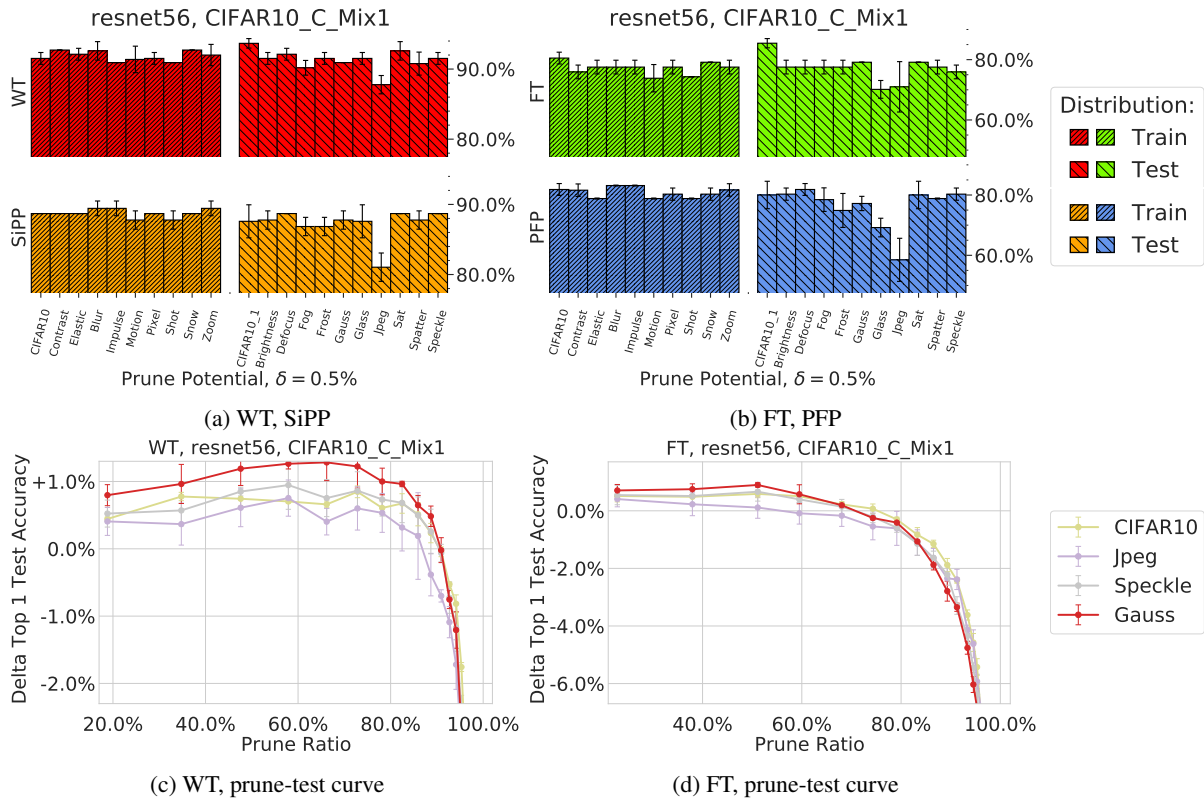 resnet56, CIFAR10_C_Mix1
WT
90.0%
80.0%
SiPP
90.0%
80.0%
CIFAR10
Contrast
Elastic
Blur
Impulse
Motion
Pixel
Shot
Snow
Zoom
CIFAR10_1
Brightness
Defocus
Fog
Frost
Gauss
Glass
Jpeg
Sat
Spatter
Speckle
Prune Potential, δ = 0.5%
(a) WT, SiPP
resnet56, CIFAR10_C_Mix1
FT
80.0%
60.0%
PFP
80.0%
60.0%
CIFAR10
Contrast
Elastic
Blur
Impulse
Motion
Pixel
Shot
Snow
Zoom
CIFAR10_1
Brightness
Defocus
Fog
Frost
Gauss
Glass
Jpeg
Sat
Spatter
Speckle
Prune Potential, δ = 0.5%
(b) FT, PFP
Distribution:
Train
Test
Train
Test
WT, resnet56, CIFAR10_C_Mix1
Delta Top 1 Test Accuracy
+1.0%
0.0%
-1.0%
-2.0%
20.0%
40.0%
60.0%
80.0%
100.0%
Prune Ratio
(c) WT, prune-test curve
FT, resnet56, CIFAR10_C_Mix1
Delta Top 1 Test Accuracy
0.0%
-2.0%
-4.0%
-6.0%
40.0%
60.0%
80.0%
100.0%
Prune Ratio
(d) FT, prune-test curve
CIFAR10
Jpeg
Speckle
Gauss